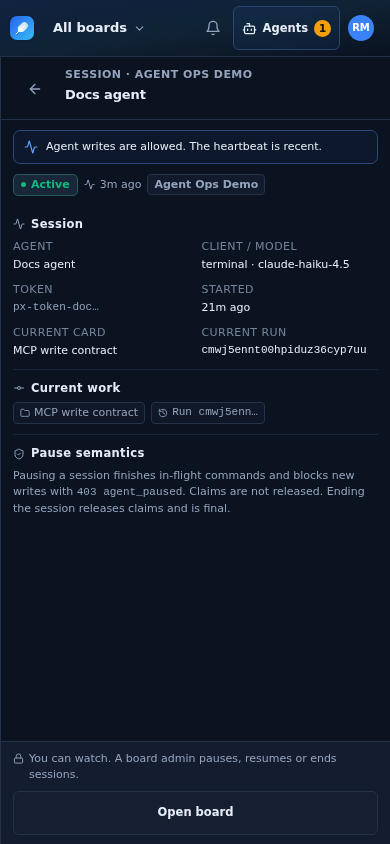 All boards
Agents 1
RM
SESSION · AGENT OPS DEMO
Docs agent
Agent writes are allowed. The heartbeat is recent.
Active
3m ago
Agent Ops Demo
Session
AGENT
CLIENT / MODEL
Docs agent
terminal · claude-haiku-4.5
TOKEN
STARTED
px-token-doc…
21m ago
CURRENT CARD
CURRENT RUN
MCP write contract
cmwj5ennt00hpiduz36cyp7uu
Current work
MCP write contract
Run cmwj5enn…
Pause semantics
Pausing a session finishes in-flight commands and blocks new
writes with 403 agent_paused. Claims are not released. Ending
the session releases claims and is final.
You can watch. A board admin pauses, resumes or ends
sessions.
Open board